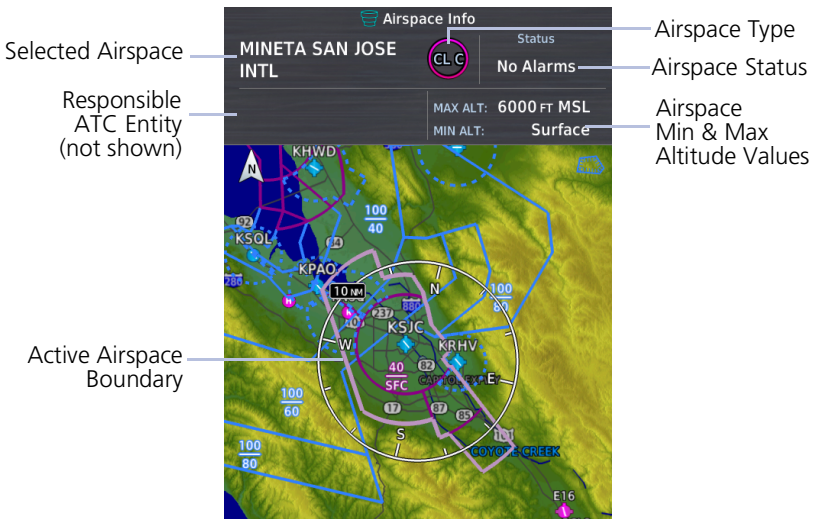 Airspace Info
Selected Airspace
MINETA SAN JOSE
INTL
CL C
Status
No Alarms
Airspace Type
Airspace Status
Responsible
ATC Entity
(not shown)
MAX ALT: 6000 FT MSL
MIN ALT: Surface
Airspace
Min & Max
Altitude Values
N
KHWD
92
100
40
KSQL
84
280
KPAO
10 NM
N
100
80
H
H
237
880
KSJC
W
KRHV
40
SFC
82
E
Active Airspace
Boundary
100
60
17
87
85
S
101
100
80
COYOTE CREEK
E16